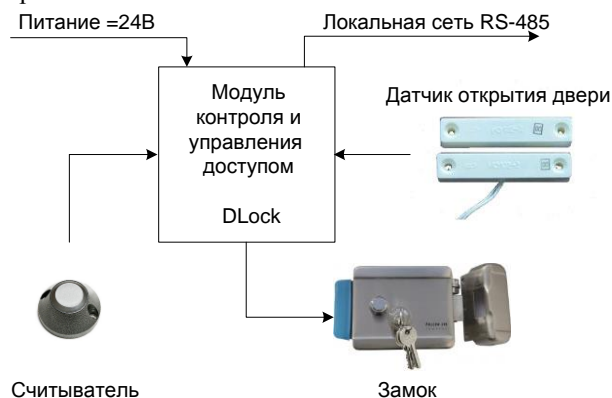 Питание =24В
Локальная сеть RS-485
Модуль
контроля и
управления
доступом
DLock
Датчик открытия двери
Считыватель
Замок